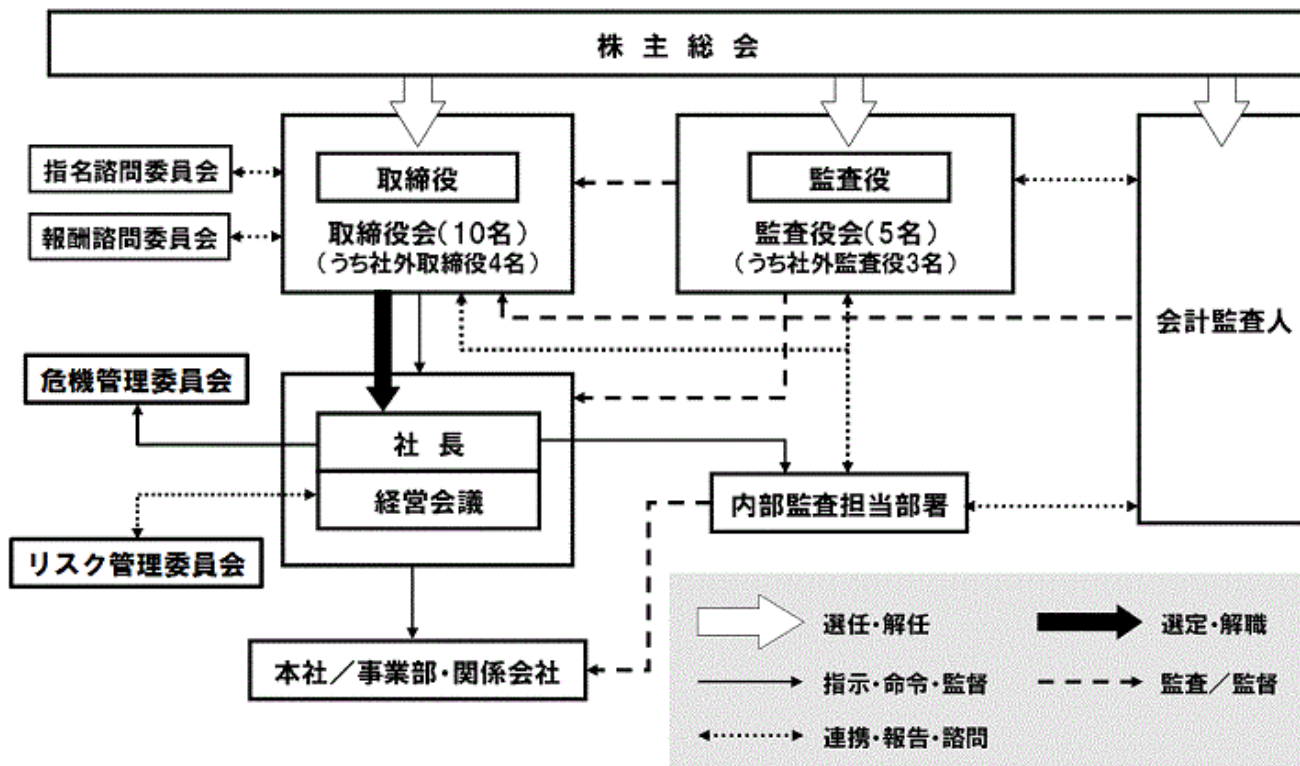 株主総会
指名諮問委員会
報酬諮問委員会
取締役
取締役会(10名)
(うち社外取締役4名)
監査役
監査役会(5名)
(うち社外監査役3名)
会計監査人
危機管理委員会
社長
経営会議
リスク管理委員会
内部監査担当部署
本社／事業部・関係会社
選任・解任
選定・解職
指示・命令・監督
監査／監督
連携・報告・諮問